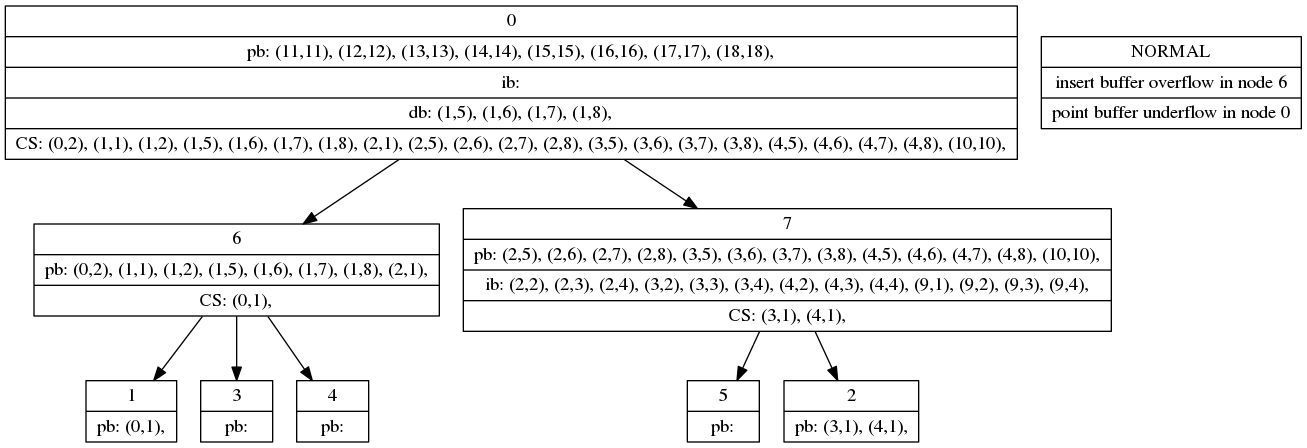 0
pb: (11,11), (12,12), (13,13), (14,14), (15,15), (16,16), (17,17), (18,18),
ib:
db: (1,5), (1,6), (1,7), (1,8),
CS: (0,2), (1,1), (1,2), (1,5), (1,6), (1,7), (1,8), (2,1), (2,5), (2,6), (2,7), (2,8), (3,5), (3,6), (3,7), (3,8), (4,5), (4,6), (4,7), (4,8), (10,10),
NORMAL
insert buffer overflow in node 6
point buffer underflow in node 0
6
pb: (0,2), (1,1), (1,2), (1,5), (1,6), (1,7), (1,8), (2,1),
CS: (0,1),
7
pb: (2,5), (2,6), (2,7), (2,8), (3,5), (3,6), (3,7), (3,8), (4,5), (4,6), (4,7), (4,8), (10,10),
ib: (2,2), (2,3), (2,4), (3,2), (3,3), (3,4), (4,2), (4,3), (4,4), (9,1), (9,2), (9,3), (9,4),
CS: (3,1), (4,1),
1
pb: (0,1),
3
pb:
4
pb:
5
pb:
2
pb: (3,1), (4,1),